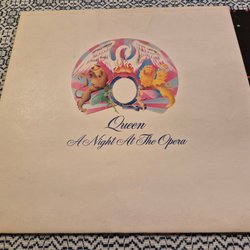 Queen
A Night At The Opera